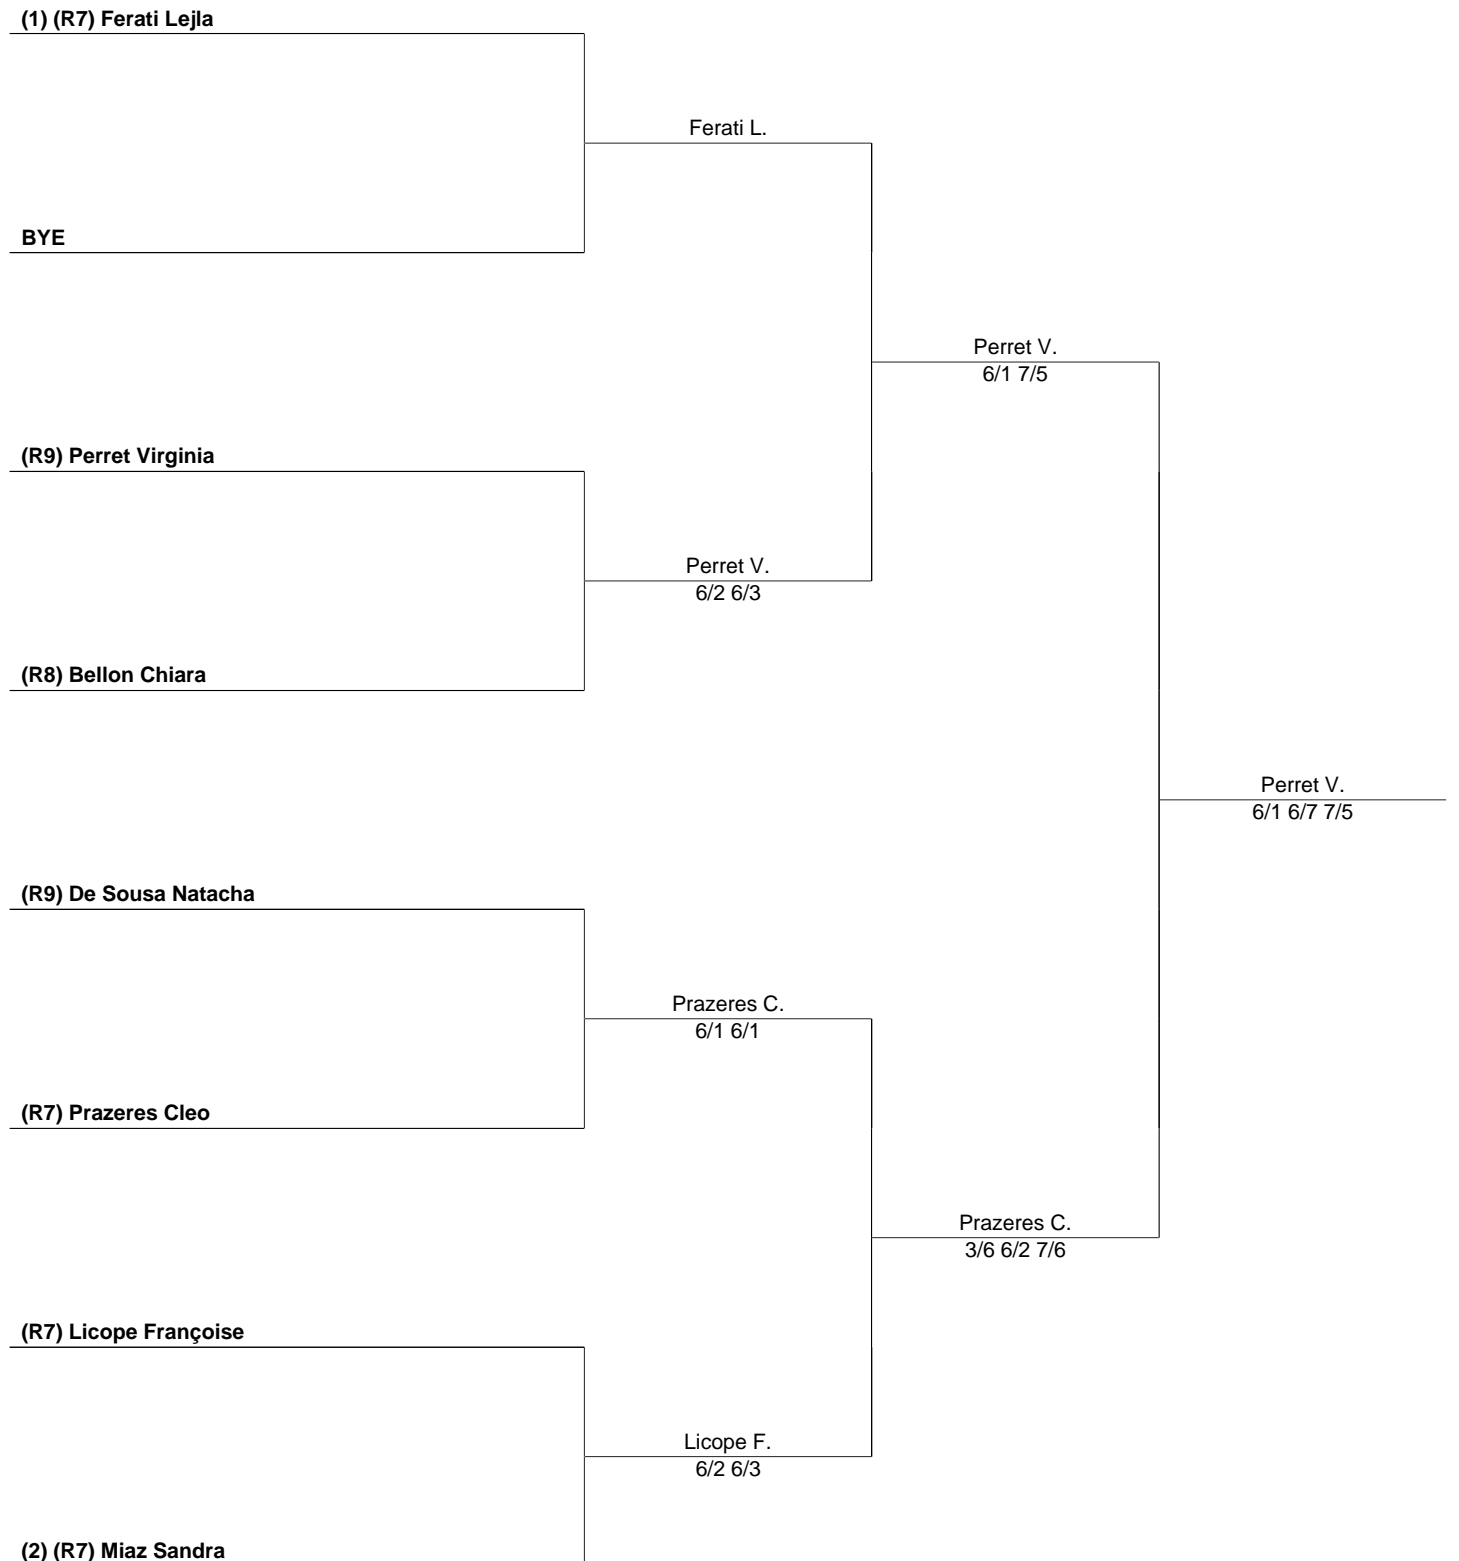 (1) (R7) Ferati Lejla
Ferati L.
BYE
Perret V.
6/1 7/5
(R9) Perret Virginia
Perret V.
6/2 6/3
(R8) Bellon Chiara
Perret V.
6/1 6/7 7/5
(R9) De Sousa Natacha
Prazeres C.
6/1 6/1
(R7) Prazeres Cleo
Prazeres C.
3/6 6/2 7/6
(R7) Licope Françoise
Licope F.
6/2 6/3
(2) (R7) Miaz Sandra